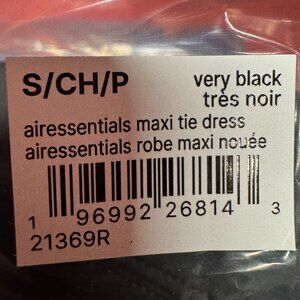 S/CH/P
very black
très noir
airessentials maxi tie dress
airessentials robe maxi nouée
1 96992 26814 3
21369R